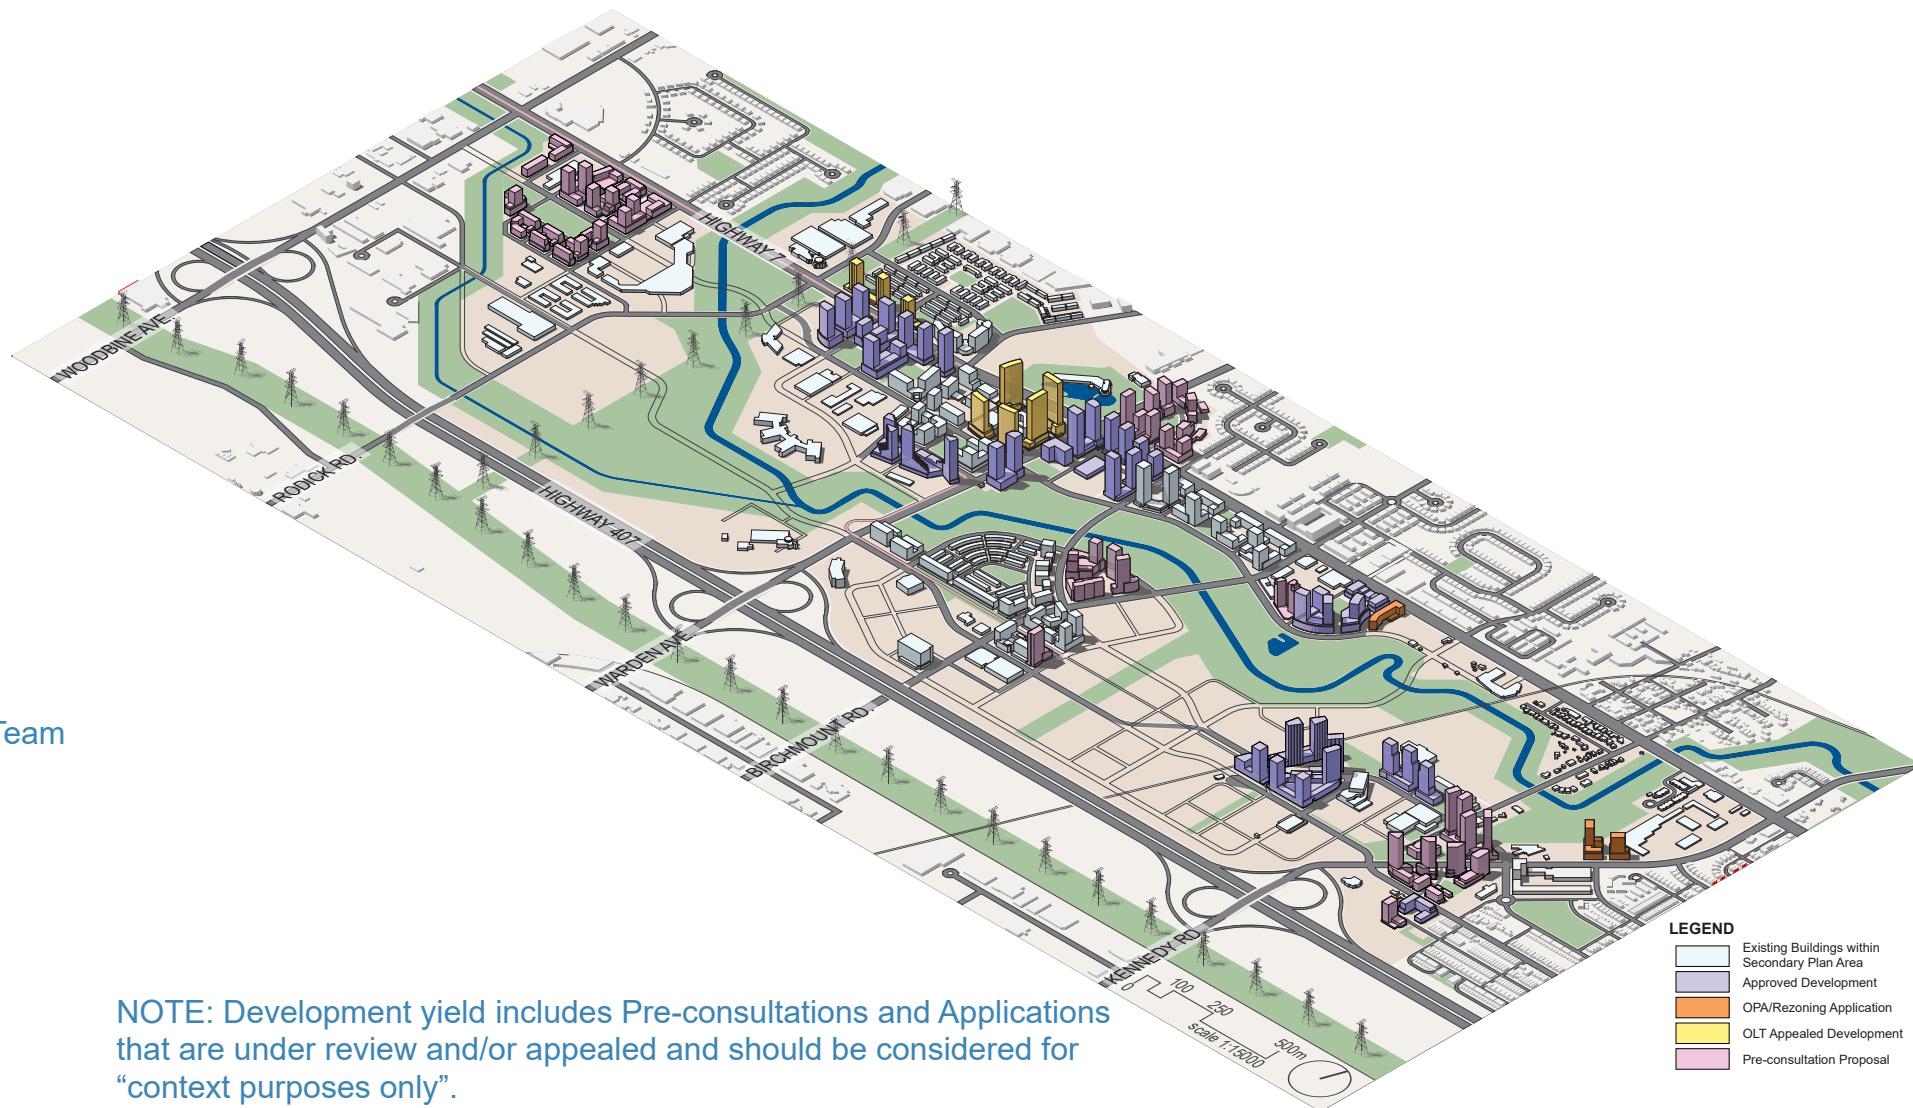 HIGHWAY 7
WOODBINE AVE.
RODICK RD.
HIGHWAY 407
WARDEN AVE.
BIRCHMOUNT RD.
KENNEDY RD.
Team
0
100
250
500m
scale 1:15000
NOTE: Development yield includes Pre-consultations and Applications
that are under review and/or appealed and should be considered for
“context purposes only”.
LEGEND
Existing Buildings within
Secondary Plan Area
Approved Development
OPA/Rezoning Application
OLT Appealed Development
Pre-consultation Proposal